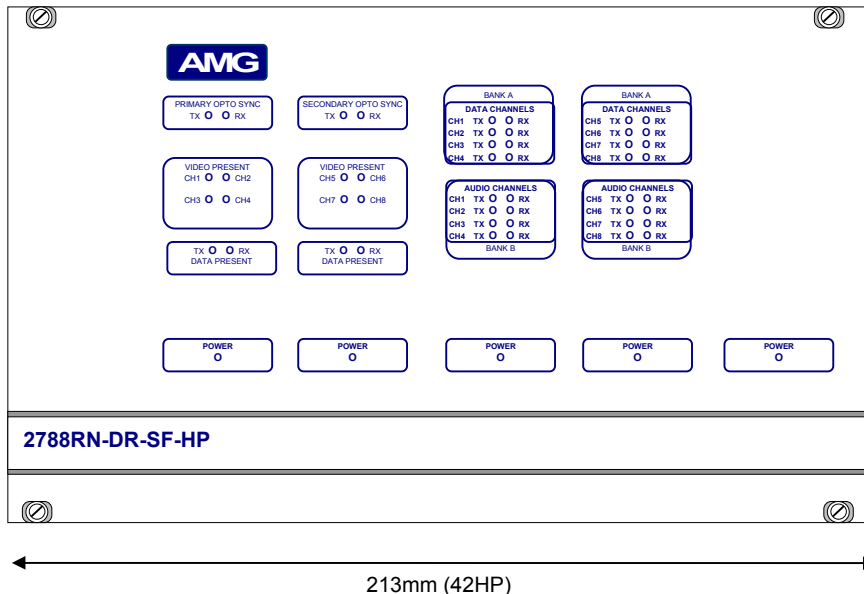 AMG
PRIMARY OPTO SYNC
TX O O RX
SECONDARY OPTO SYNC
TX O O RX
VIDEO PRESENT
CH1 O O CH2
CH3 O O CH4
VIDEO PRESENT
CH5 O O CH6
CH7 O O CH8
TX O O RX
DATA PRESENT
TX O O RX
DATA PRESENT
BANK A
DATA CHANNELS
CH1 TX O O RX
CH2 TX O O RX
CH3 TX O O RX
CH4 TX O O RX
AUDIO CHANNELS
CH1 TX O O RX
CH2 TX O O RX
CH3 TX O O RX
CH4 TX O O RX
BANK B
BANK A
DATA CHANNELS
CH5 TX O O RX
CH6 TX O O RX
CH7 TX O O RX
CH8 TX O O RX
AUDIO CHANNELS
CH5 TX O O RX
CH6 TX O O RX
CH7 TX O O RX
CH8 TX O O RX
BANK B
POWER
O
POWER
O
POWER
O
POWER
O
POWER
O
2788RN-DR-SF-HP
213mm (42HP)